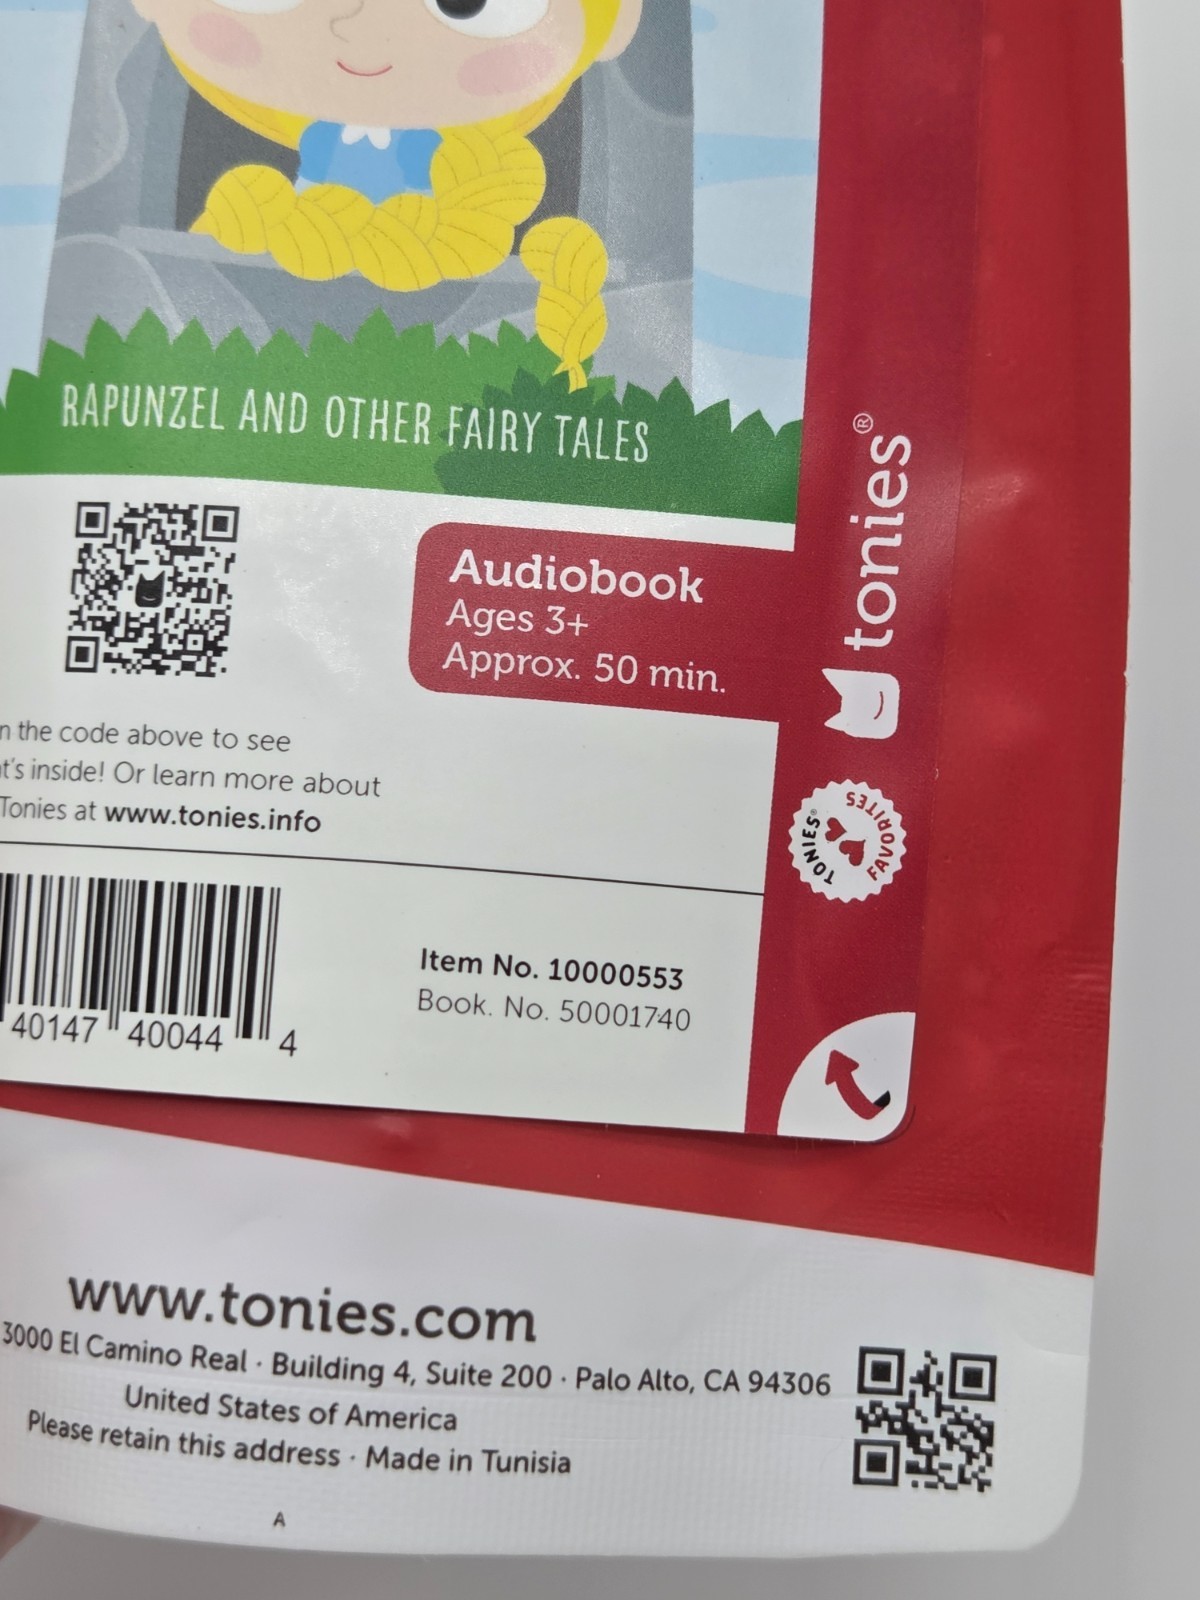 RAPUNZEL AND OTHER FAIRY TALES
Audiobook
Ages 3+
Approx. 50 min.
tonies®
TONIES® FAVORITES
the code above to see
inside! Or learn more about
Tonies at www.tonies.info
40147 40044 4
Item No. 10000553
Book. No. 50001740
www.tonies.com
3000 El Camino Real · Building 4, Suite 200 · Palo Alto, CA 94306
United States of America
Please retain this address · Made in Tunisia
A